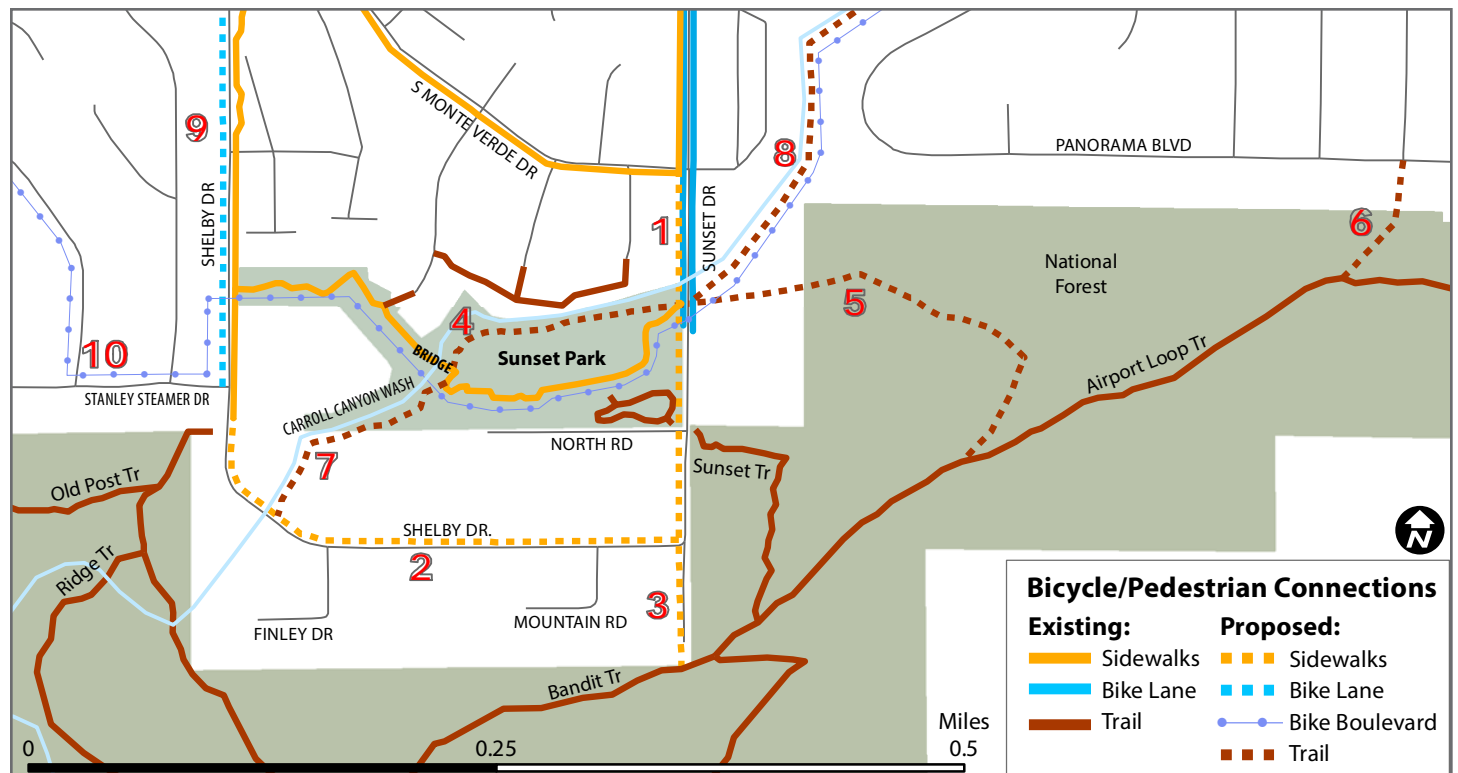 S MONTE VERDE DR
9
8
PANORAMA BLVD
SHELBY DR
1
SUNSET DR
6
National
Forest
5
4
10
BRIDGE
Sunset Park
Airport Loop Tr
STANLEY STEAMER DR
CARROLL CANYON WASH
NORTH RD
7
Sunset Tr
Old Post Tr
SHELBY DR.
N
2
Ridge Tr
3
MOUNTAIN RD
FINLEY DR
Bandit Tr
Bicycle/Pedestrian Connections
Existing:
Sidewalks
Bike Lane
Trail
Proposed:
Sidewalks
Bike Lane
Bike Boulevard
Trail
Miles
0
0.25
0.5